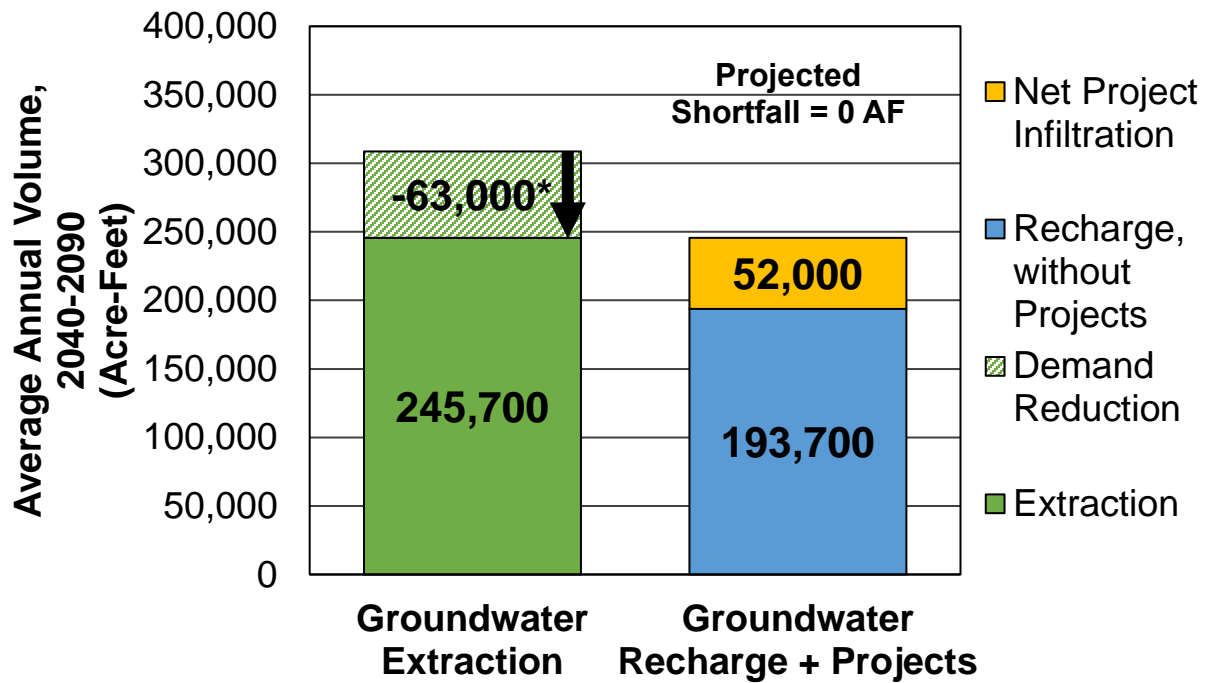 Average Annual Volume,
2040-2090
(Acre-Feet)
400,000
350,000
300,000
250,000
200,000
150,000
100,000
50,000
0
Projected
Shortfall = 0 AF
-63,000*
245,700
52,000
193,700
Groundwater
Extraction
Groundwater
Recharge + Projects
Net Project
Infiltration
Recharge,
without
Projects
Demand
Reduction
Extraction